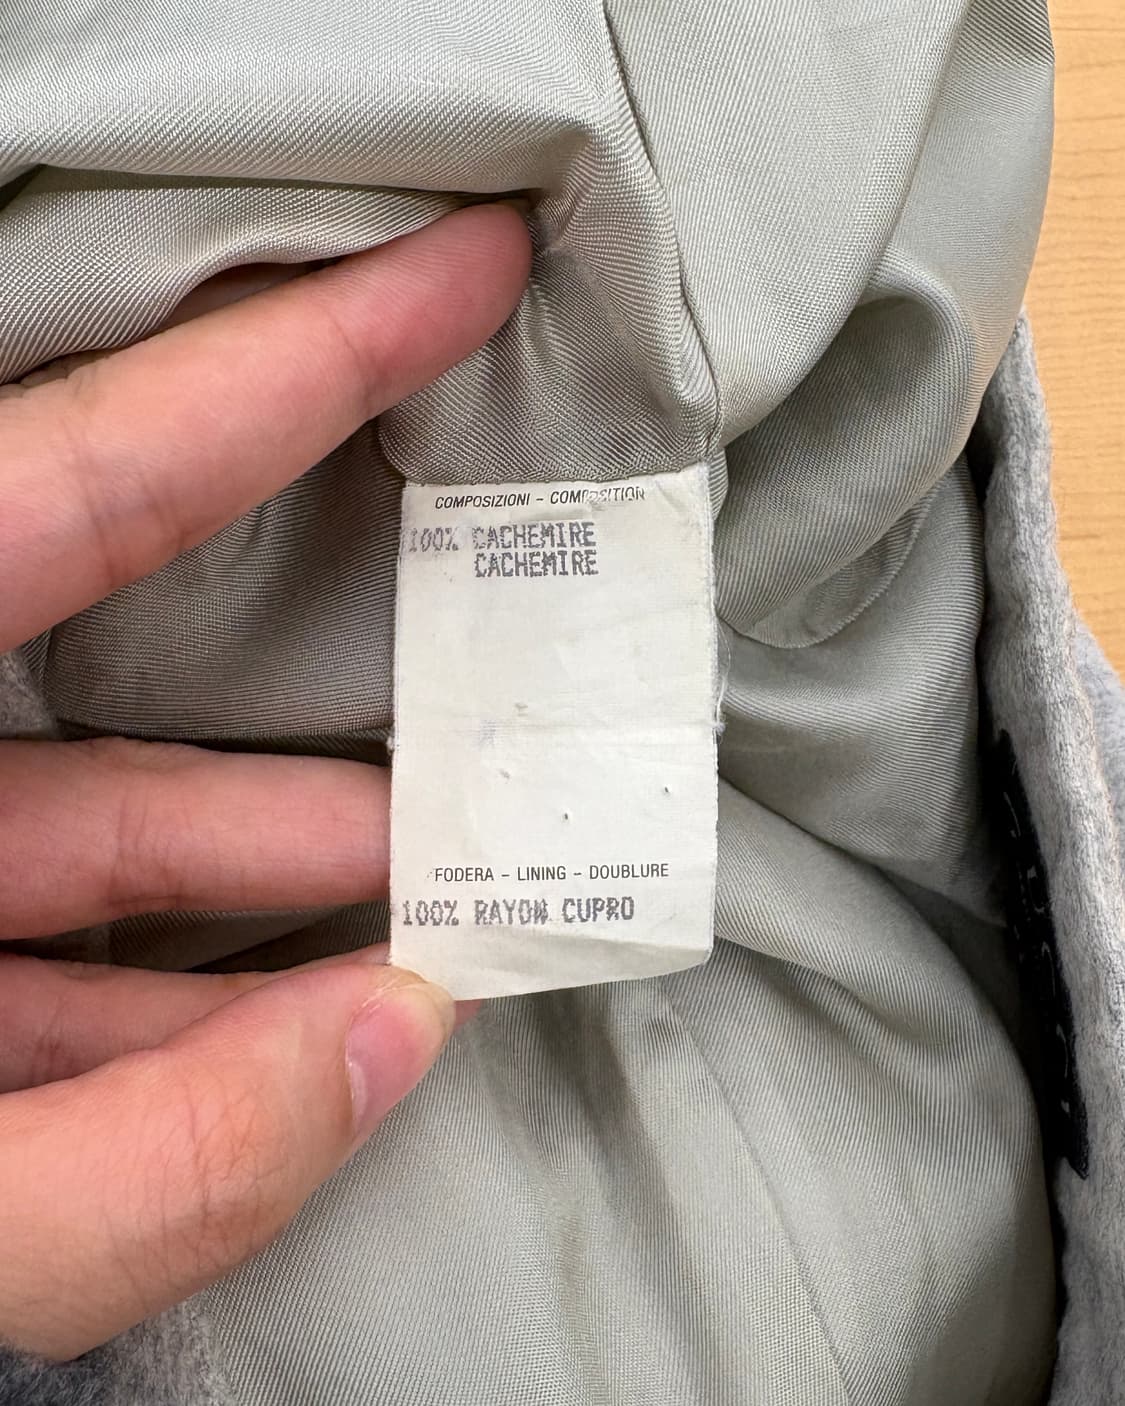 COMPOSIZIONI - COMPOSITION
100% CACHEMIRE
CACHEMIRE
FODERA - LINING - DOUBLURE
100% RAYON CUPRO